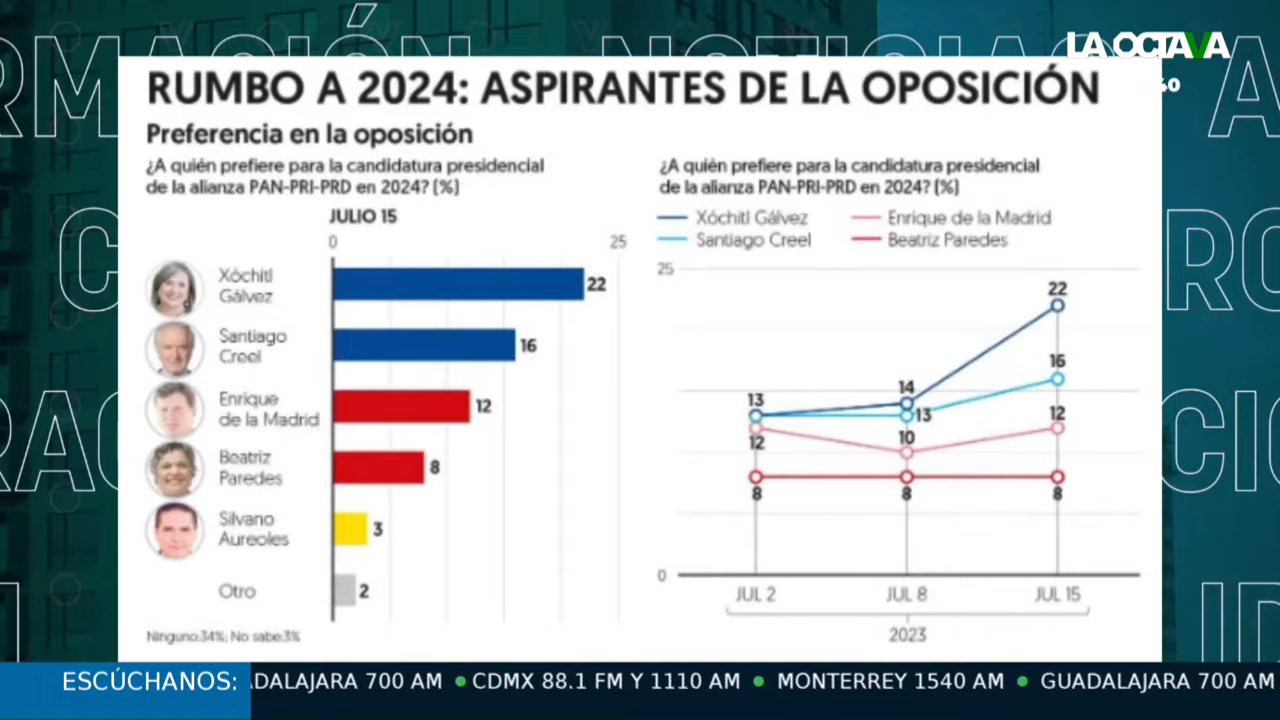 LA OCTAVA
RUMBO A 2024: ASPIRANTES DE LA OPOSICIÓN
Preferencia en la oposición
¿A quién prefiere para la candidatura presidencial
de la alianza PAN-PRI-PRD en 2024? (%)
JULIO 15
0 25
Xóchitl
Gálvez
22
Santiago
Creel
16
Enrique
de la Madrid
12
Beatriz
Paredes
8
Silvano
Aureoles
3
Otro
2
Ninguno:34%; No sabe:3%
¿A quién prefiere para la candidatura presidencial
de la alianza PAN-PRI-PRD en 2024? (%)
Xóchitl Gálvez Enrique de la Madrid
Santiago Creel Beatriz Paredes
25
22
16
13 14 13 12
12 10
8 8 8
0
JUL 2 JUL 8 JUL 15
2023
ESCÚCHANOS: ADALAJARA 700 AM • CDMX 88.1 FM Y 1110 AM • MONTERREY 1540 AM • GUADALAJARA 700 AM